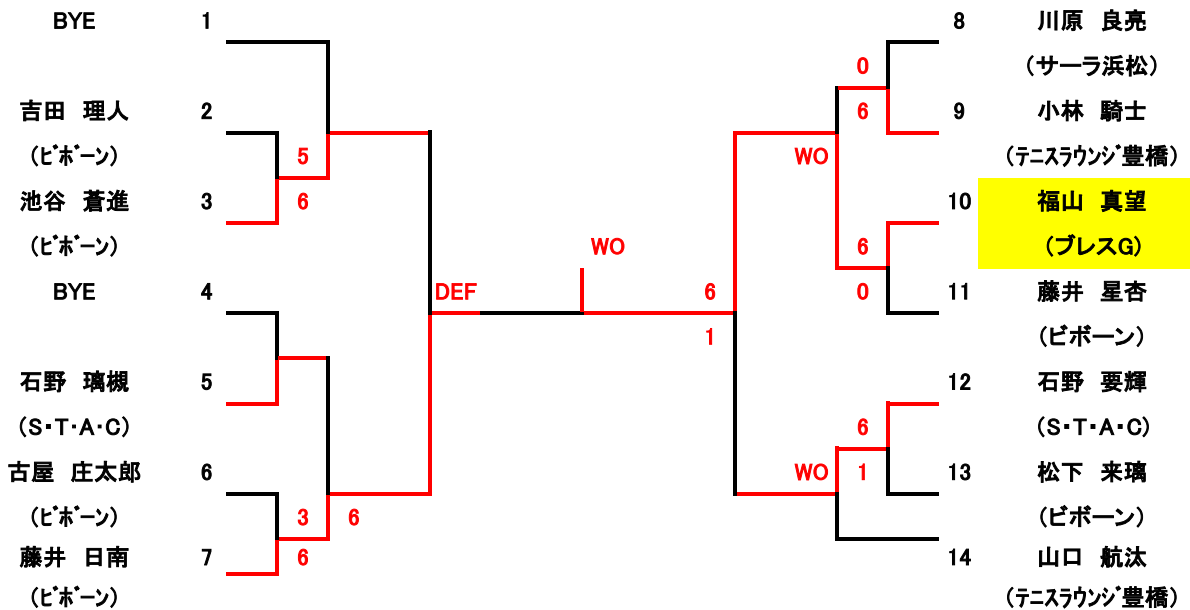 BYE 1
吉田 理人 2
(ﾋﾞﾎﾞｰﾝ) 5
池谷 蒼進 3 6
(ﾋﾞﾎﾞｰﾝ)
BYE 4
石野 璃槻 5
(S・T・A・C)
古屋 庄太郎 6
(ﾋﾞﾎﾞｰﾝ) 3 6
藤井 日南 7 6
(ﾋﾞﾎﾞｰﾝ)
DEF
WO
6
1
8 川原 良亮
0 (サーラ浜松)
6 9 小林 騎士
WO (ﾃﾆｽﾗｳﾝｼﾞ豊橋)
10 福山 真望
6 (ブレスG)
0 11 藤井 星杏
(ビボーン)
12 石野 要輝
6 (S・T・A・C)
WO 1 13 松下 来璃
(ビボーン)
14 山口 航汰
(ﾃﾆｽﾗｳﾝｼﾞ豊橋)